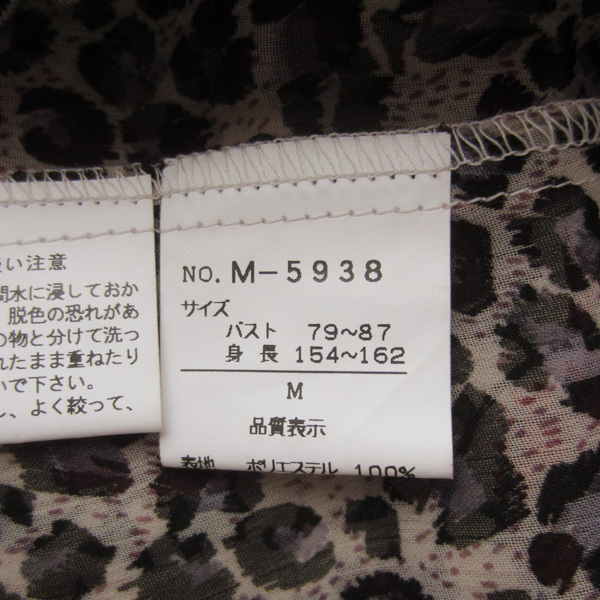 い注意
水に浸しておか
脱色の恐れがあ
の物と分けて洗っ
れたまま重ねたり
いで下さい。
し、よく絞って、
NO. M-5938
サイズ
バスト 79~87
身長 154~162
M
品質表示
表地 ポリエステル 100%